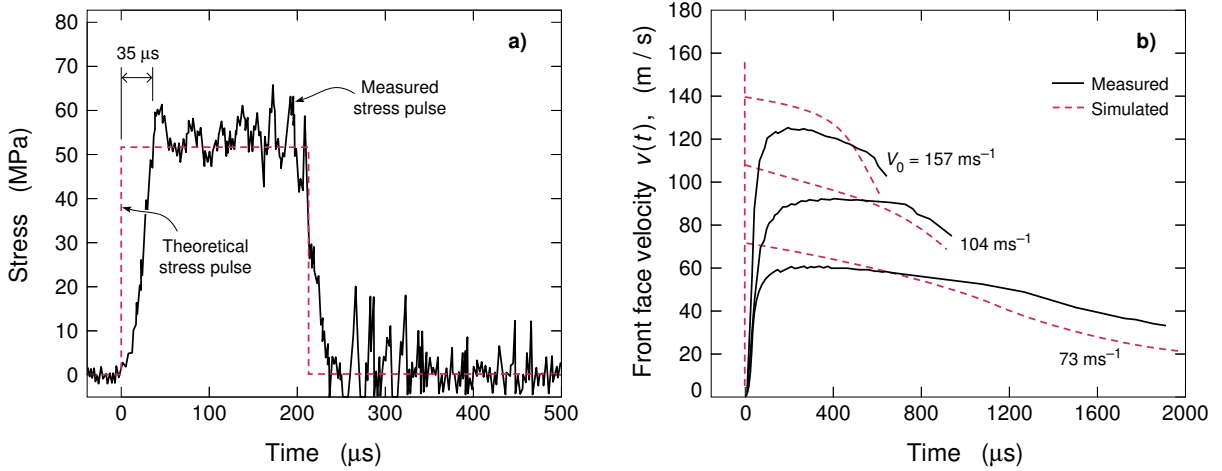 a)
80
70
60
50
40
30
20
10
0
Stress (MPa)
35 μs
Measured
stress pulse
Theoretical
stress pulse
0
100
200
300
400
500
Time (μs)
b)
180
160
140
120
100
80
60
40
20
0
Front face velocity v(t), (m / s)
Measured
Simulated
V0 = 157 ms−1
104 ms−1
73 ms−1
0
400
800
1200
1600
2000
Time (μs)